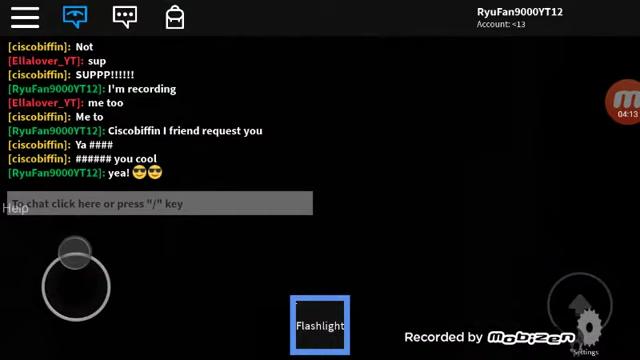 RyuFan9000YT12
Account: <13
[ciscobiffin]: Not
[Ellalover_YT]: sup
[ciscobiffin]: SUPPP!!!!!!
[RyuFan9000YT12]: I'm recording
[Ellalover_YT]: me too
[ciscobiffin]: Me to
[RyuFan9000YT12]: Ciscobiffin I friend request you
[ciscobiffin]: Ya ####
[ciscobiffin]: ###### you cool
[RyuFan9000YT12]: yea! 😎😎
To chat click here or press "/" key
Help
04:13
Flashlight
Recorded by Mobizen
Settings